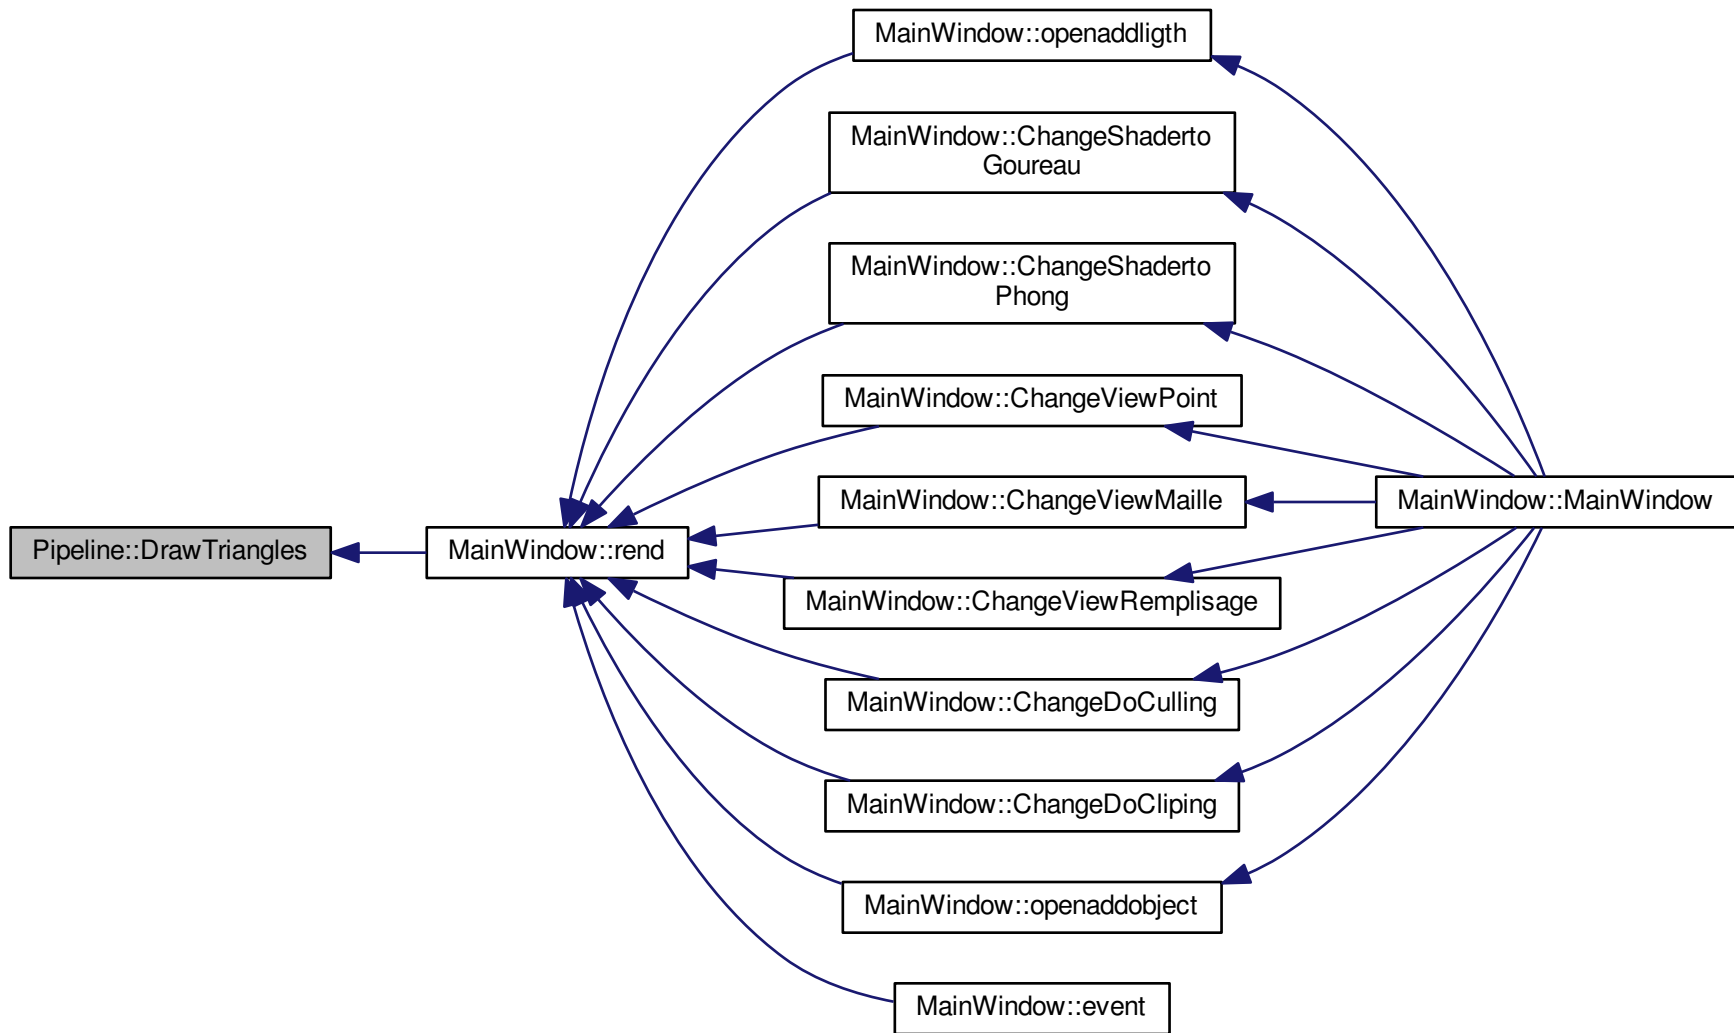 Pipeline::DrawTriangles
MainWindow::rend
MainWindow::openaddligth
MainWindow::ChangeShaderto
Goureau
MainWindow::ChangeShaderto
Phong
MainWindow::ChangeViewPoint
MainWindow::ChangeViewMaille
MainWindow::ChangeViewRemplisage
MainWindow::ChangeDoCulling
MainWindow::ChangeDoCliping
MainWindow::openaddobject
MainWindow::event
MainWindow::MainWindow